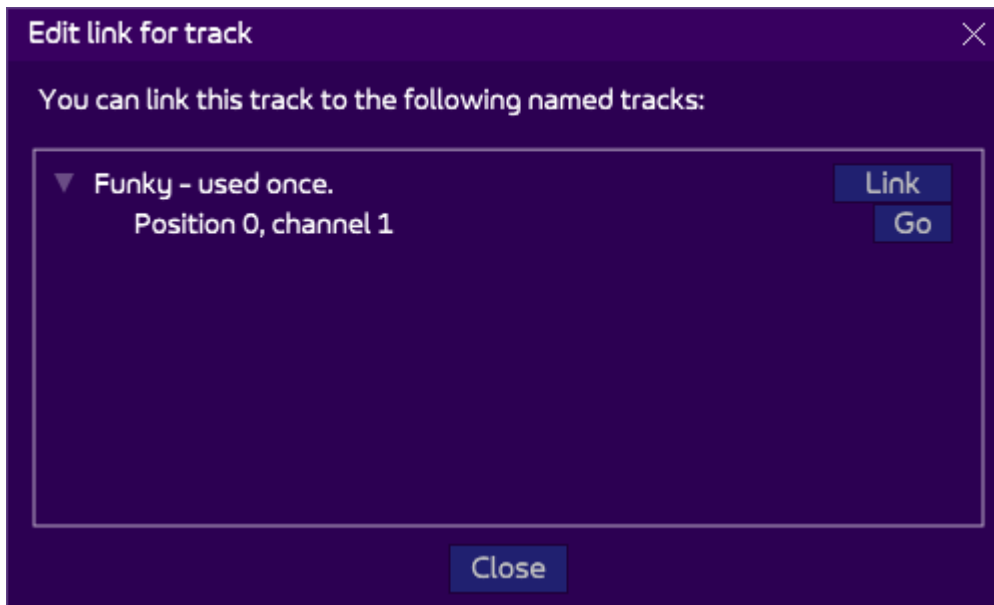 Edit link for track
You can link this track to the following named tracks:
Funky - used once.
Link
Position 0, channel 1
Go
Close